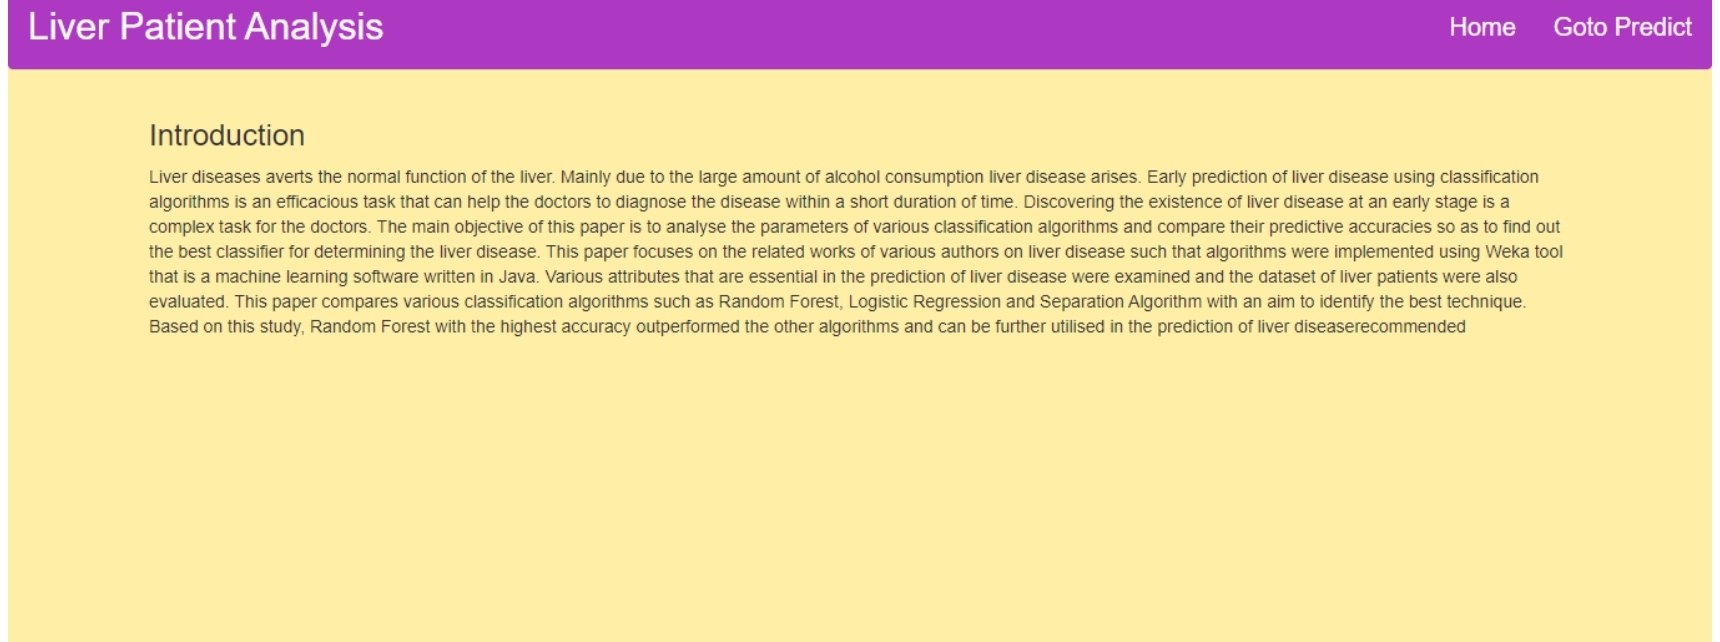 Liver Patient Analysis
Home Goto Predict
Introduction
Liver diseases averts the normal function of the liver. Mainly due to the large amount of alcohol consumption liver disease arises. Early prediction of liver disease using classification
algorithms is an efficacious task that can help the doctors to diagnose the disease within a short duration of time. Discovering the existence of liver disease at an early stage is a
complex task for the doctors. The main objective of this paper is to analyse the parameters of various classification algorithms and compare their predictive accuracies so as to find out
the best classifier for determining the liver disease. This paper focuses on the related works of various authors on liver disease such that algorithms were implemented using Weka tool
that is a machine learning software written in Java. Various attributes that are essential in the prediction of liver disease were examined and the dataset of liver patients were also
evaluated. This paper compares various classification algorithms such as Random Forest, Logistic Regression and Separation Algorithm with an aim to identify the best technique.
Based on this study, Random Forest with the highest accuracy outperformed the other algorithms and can be further utilised in the prediction of liver diseaserecommended